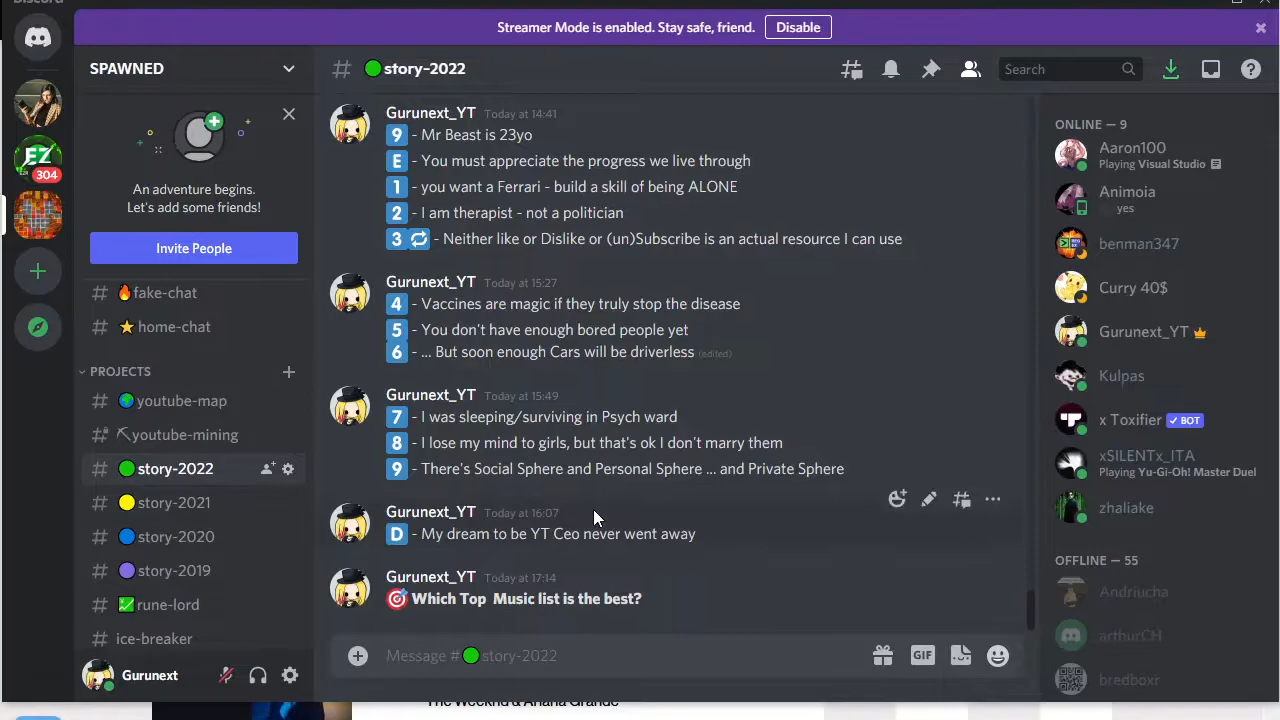 Discord
Streamer Mode is enabled. Stay safe, friend.
Disable
SPAWNED
story-2022
Search
EZ
304
An adventure begins.
Let's add some friends!
Invite People
fake-chat
home-chat
PROJECTS
youtube-map
youtube-mining
story-2022
story-2021
story-2020
story-2019
rune-lord
ice-breaker
Gurunext
Gurunext_YT Today at 14:41
9 - Mr Beast is 23yo
E - You must appreciate the progress we live through
1 - you want a Ferrari - build a skill of being ALONE
2 - I am therapist - not a politician
3 - Neither like or Dislike or (un)Subscribe is an actual resource I can use
Gurunext_YT Today at 15:27
4 - Vaccines are magic if they truly stop the disease
5 - You don't have enough bored people yet
6 - ... But soon enough Cars will be driverless (edited)
Gurunext_YT Today at 15:49
7 - I was sleeping/surviving in Psych ward
8 - I lose my mind to girls, but that's ok I don't marry them
9 - There's Social Sphere and Personal Sphere ... and Private Sphere
Gurunext_YT Today at 16:07
D - My dream to be YT Ceo never went away
Gurunext_YT Today at 17:14
Which Top Music list is the best?
Message #story-2022
GIF
ONLINE — 9
Aaron100
Playing Visual Studio
Animoia
yes
benman347
Curry 40$
Gurunext_YT
Kulpas
x Toxifier BOT
xSILENTx_ITA
Playing Yu-Gi-Oh! Master Duel
zhaliake
OFFLINE — 55
Andriucha
arthurCH
bredboxr
The Weeknd & Ariana Grande